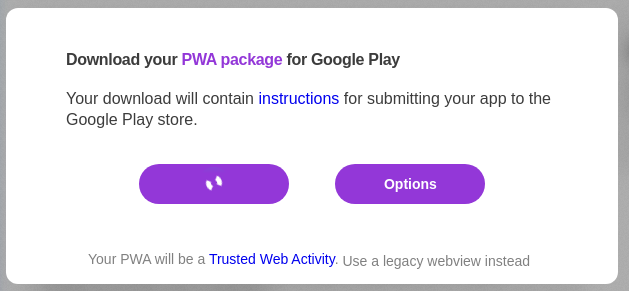 Download your PWA package for Google Play
Your download will contain instructions for submitting your app to the
Google Play store.
Options
Your PWA will be a Trusted Web Activity. Use a legacy webview instead